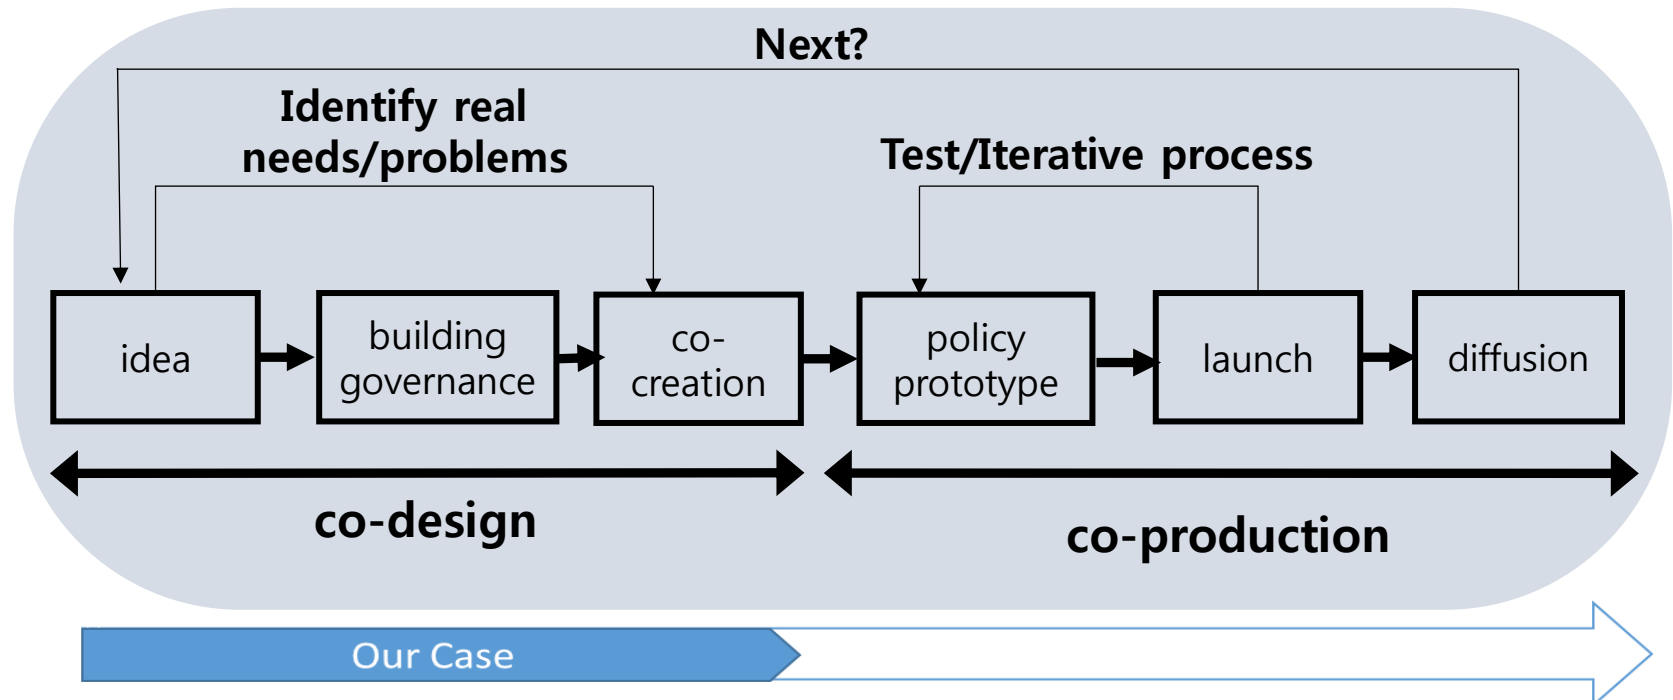 Next?
Identify real
needs/problems
Test/Iterative process
idea
building
governance
co-
creation
policy
prototype
launch
diffusion
co-design
co-production
Our Case